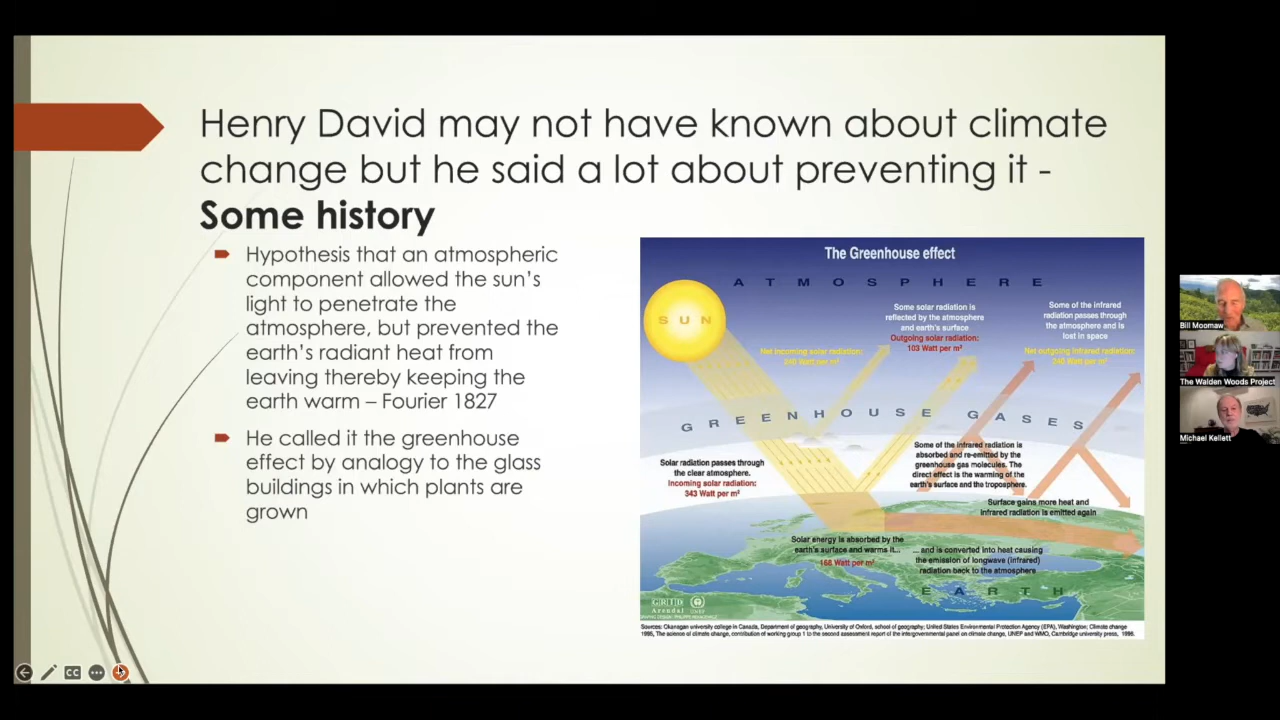 Henry David may not have known about climate
change but he said a lot about preventing it -
Some history
Hypothesis that an atmospheric
component allowed the sun's
light to penetrate the
atmosphere, but prevented the
earth's radiant heat from
leaving thereby keeping the
earth warm – Fourier 1827
He called it the greenhouse
effect by analogy to the glass
buildings in which plants are
grown
The Greenhouse effect
ATMOSPHERE
SUN
Some solar radiation is
reflected by the atmosphere
and earth's surface
Outgoing solar radiation:
103 Watt per m²
Some of the infrared
radiation passes through
the atmosphere and is
lost in space
Net outgoing infrared radiation:
240 Watt per m²
Net incoming solar radiation:
240 Watt per m²
GREENHOUSE GASES
Solar radiation passes through
the clear atmosphere.
Incoming solar radiation:
343 Watt per m²
Some of the infrared radiation is
absorbed and re-emitted by the
greenhouse gas molecules. The
direct effect is the warming of the
earth's surface and the troposphere.
Surface gains more heat and
infrared radiation is emitted again
Solar energy is absorbed by the
earth's surface and warms it...
168 Watt per m²
... and is converted into heat causing
the emission of longwave (infrared)
radiation back to the atmosphere
EARTH
GRID
Arendal
UNEP
Sources: Okanagan university college in Canada, Department of geography, University of Oxford, school of geography; United States Environmental Protection Agency (EPA), Washington; Climate change
1995, The science of climate change, contribution of working group 1 to the second assessment report of the intergovernmental panel on climate change, UNEP and WMO, Cambridge university press, 1996.
CC
Bill Moomaw
The Walden Woods Project
Michael Kellett